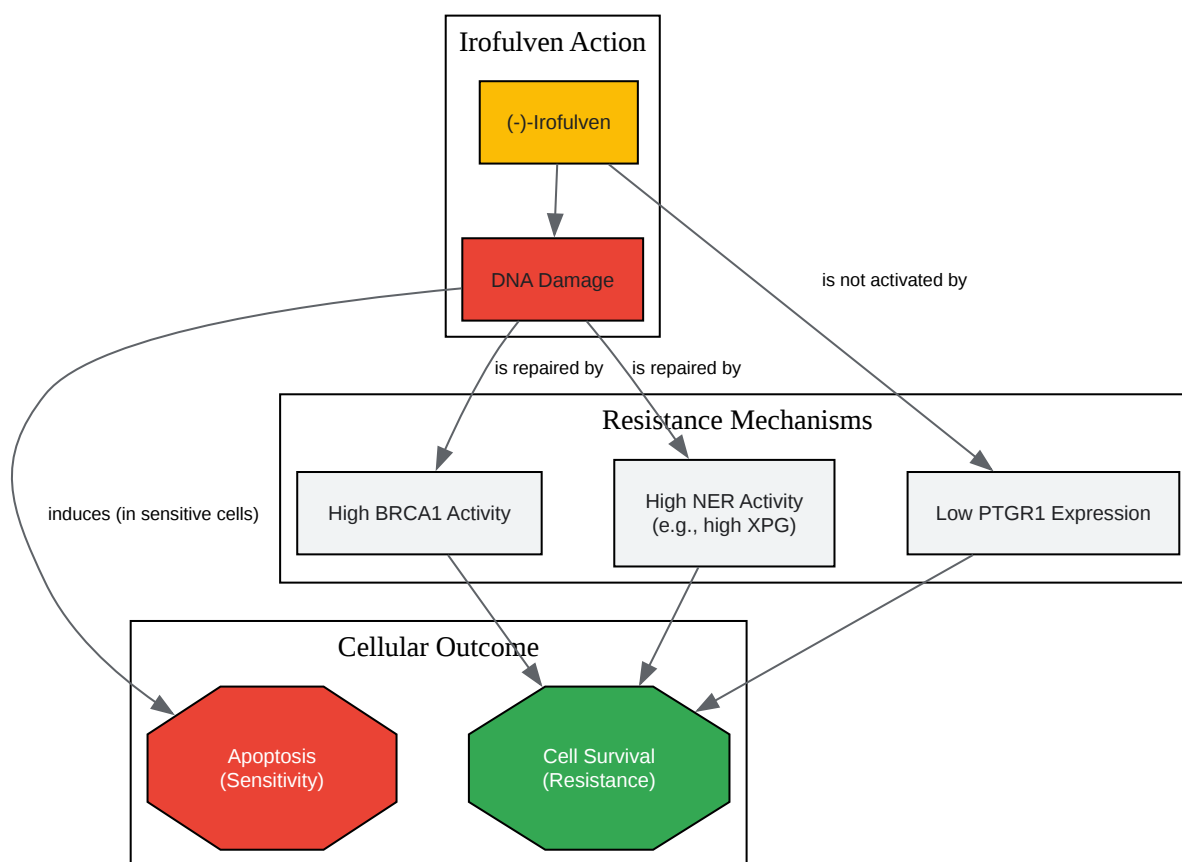 Irofulven Action
(-)-Irofulven
DNA Damage
is not activated by
is repaired by
is repaired by
Resistance Mechanisms
High BRCA1 Activity
High NER Activity
(e.g., high XPG)
Low PTGR1 Expression
induces (in sensitive cells)
Cellular Outcome
Apoptosis
(Sensitivity)
Cell Survival
(Resistance)